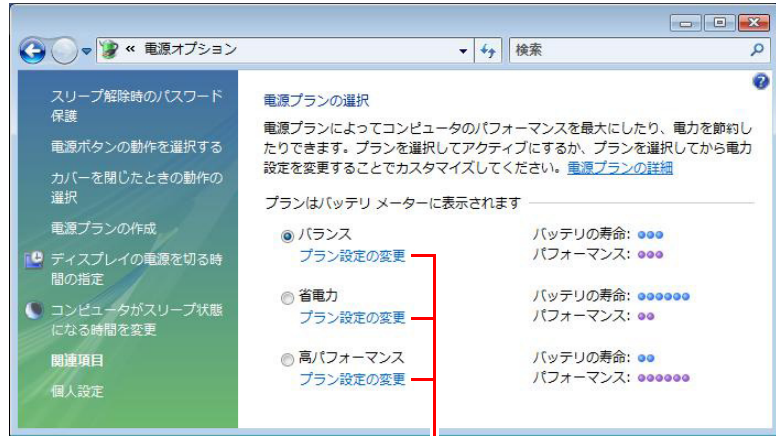 « 電源オプション
検索
スリープ解除時のパスワード
保護
電源ボタンの動作を選択する
カバーを閉じたときの動作の
選択
電源プランの作成
ディスプレイの電源を切る時
間の指定
コンピュータがスリープ状態
になる時間を変更
関連項目
個人設定
電源プランの選択
電源プランによってコンピュータのパフォーマンスを最大にしたり、電力を節約し
たりできます。プランを選択してアクティブにするか、プランを選択してから電力
設定を変更することでカスタマイズしてください。電源プランの詳細
プランはバッテリ メーターに表示されます
バランス
プラン設定の変更
バッテリの寿命:
パフォーマンス:
省電力
プラン設定の変更
バッテリの寿命:
パフォーマンス:
高パフォーマンス
プラン設定の変更
バッテリの寿命:
パフォーマンス: